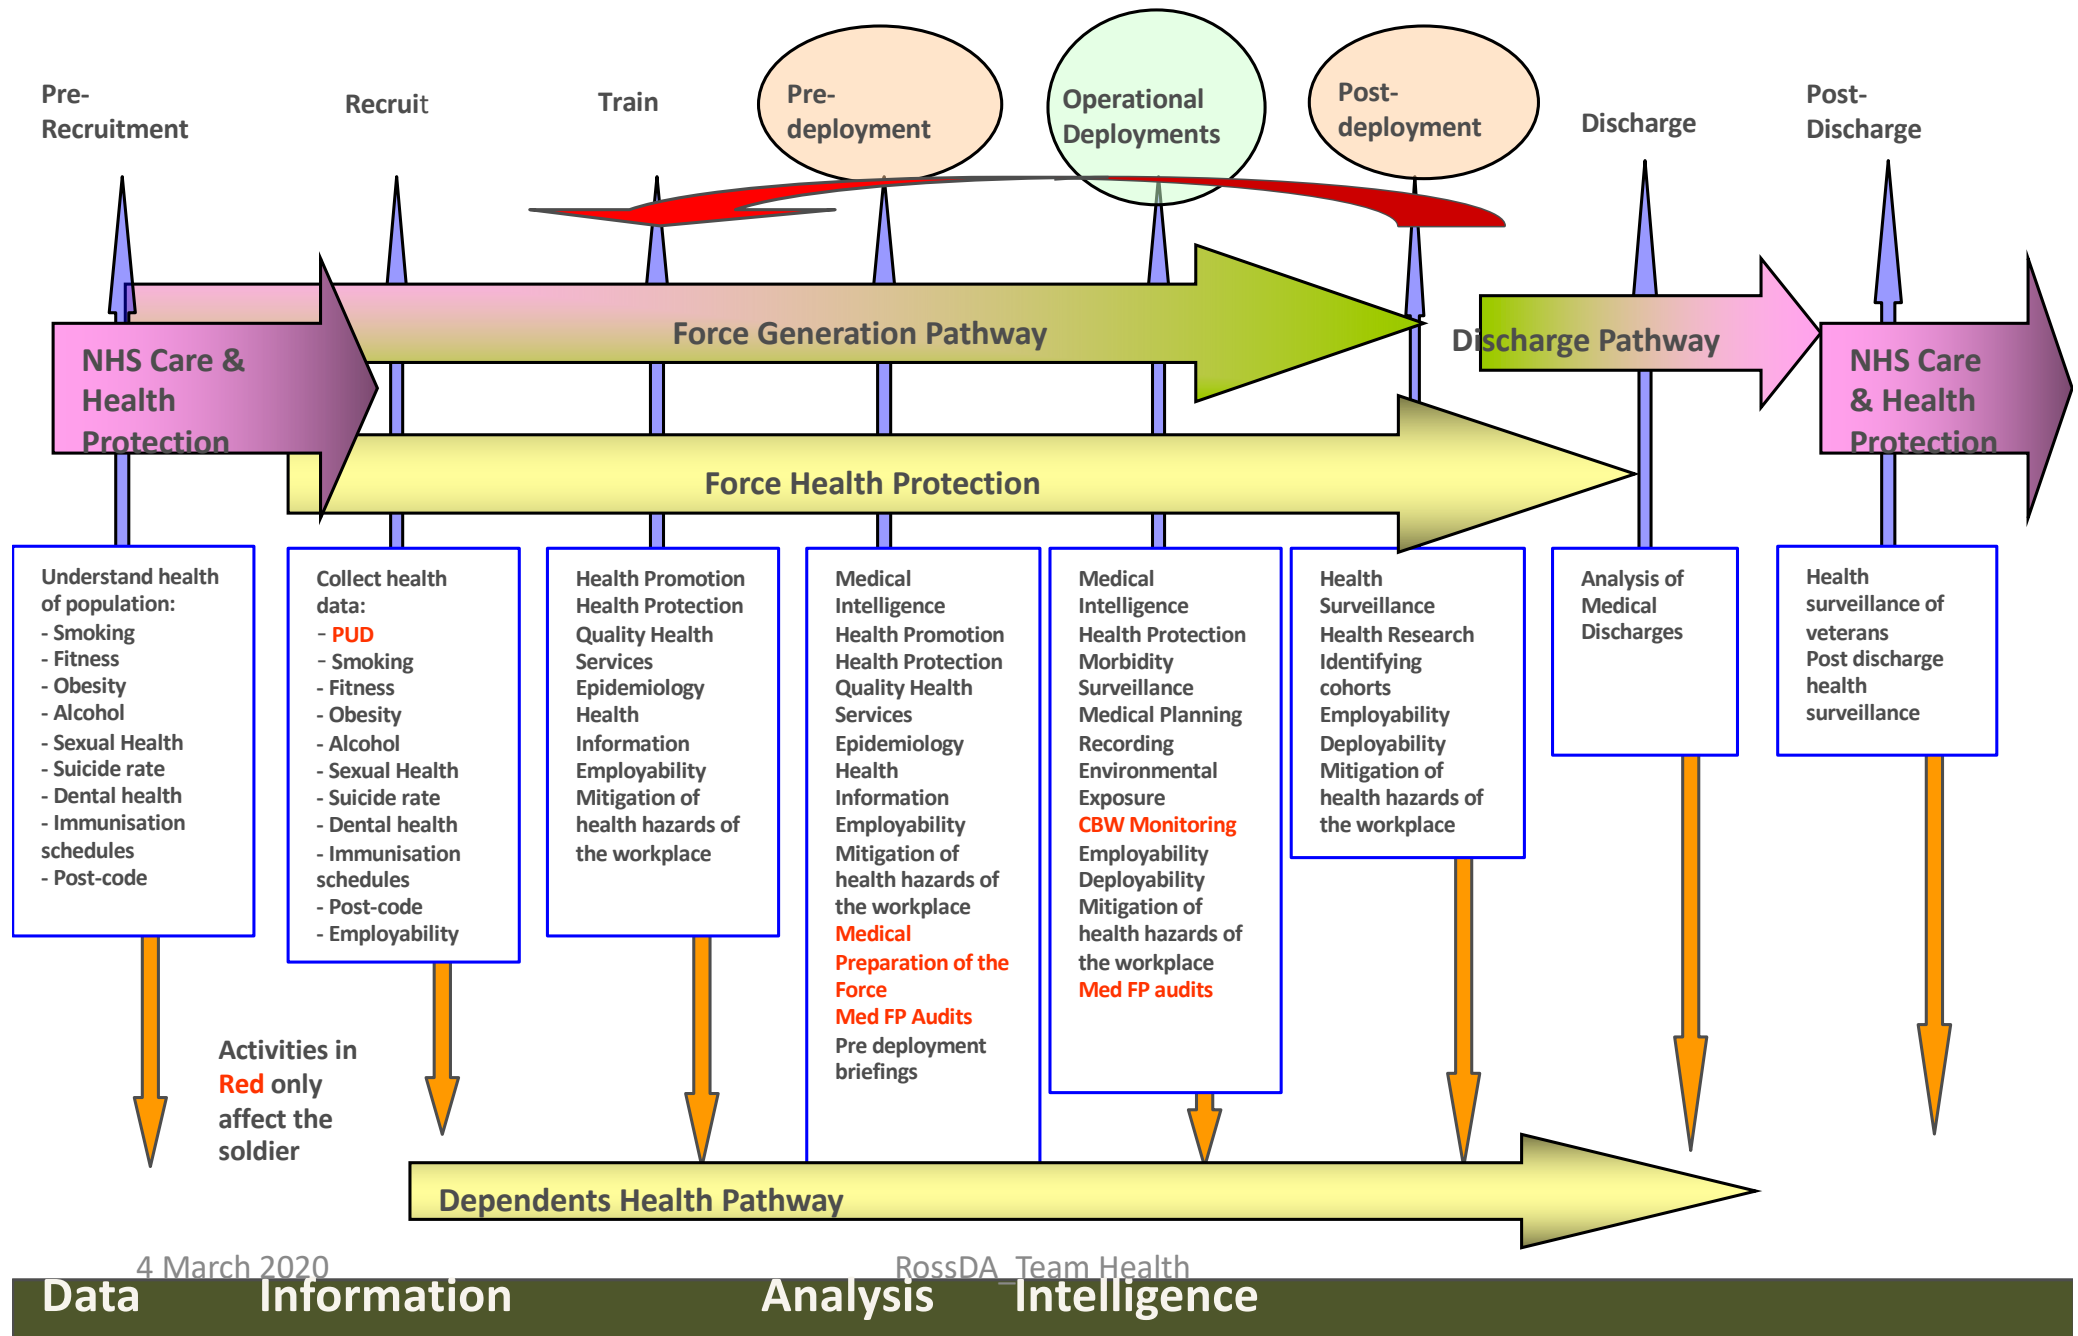 Pre-
Recruitment
Recruit
Train
Pre-
deployment
Operational
Deployments
Post-
deployment
Discharge
Post-
Discharge
NHS Care &
Health
Protection
Force Generation Pathway
Discharge Pathway
NHS Care
& Health
Protection
Force Health Protection
Understand health
of population:
- Smoking
- Fitness
- Obesity
- Alcohol
- Sexual Health
- Suicide rate
- Dental health
- Immunisation
schedules
- Post-code
Collect health
data:
- PUD
- Smoking
- Fitness
- Obesity
- Alcohol
- Sexual Health
- Suicide rate
- Dental health
- Immunisation
schedules
- Post-code
- Employability
Health Promotion
Health Protection
Quality Health
Services
Epidemiology
Health
Information
Employability
Mitigation of
health hazards of
the workplace
Medical
Intelligence
Health Promotion
Health Protection
Quality Health
Services
Epidemiology
Health
Information
Employability
Mitigation of
health hazards of
the workplace
Medical
Preparation of the
Force
Med FP Audits
Pre deployment
briefings
Medical
Intelligence
Health Protection
Morbidity
Surveillance
Medical Planning
Recording
Environmental
Exposure
CBW Monitoring
Employability
Deployability
Mitigation of
health hazards of
the workplace
Med FP audits
Health
Surveillance
Health Research
Identifying
cohorts
Employability
Deployability
Mitigation of
health hazards of
the workplace
Analysis of
Medical
Discharges
Health
surveillance of
veterans
Post discharge
health
surveillance
Activities in
Red only
affect the
soldier
Dependents Health Pathway
4 March 2020
RossDA_Team Health
Data Information Analysis Intelligence